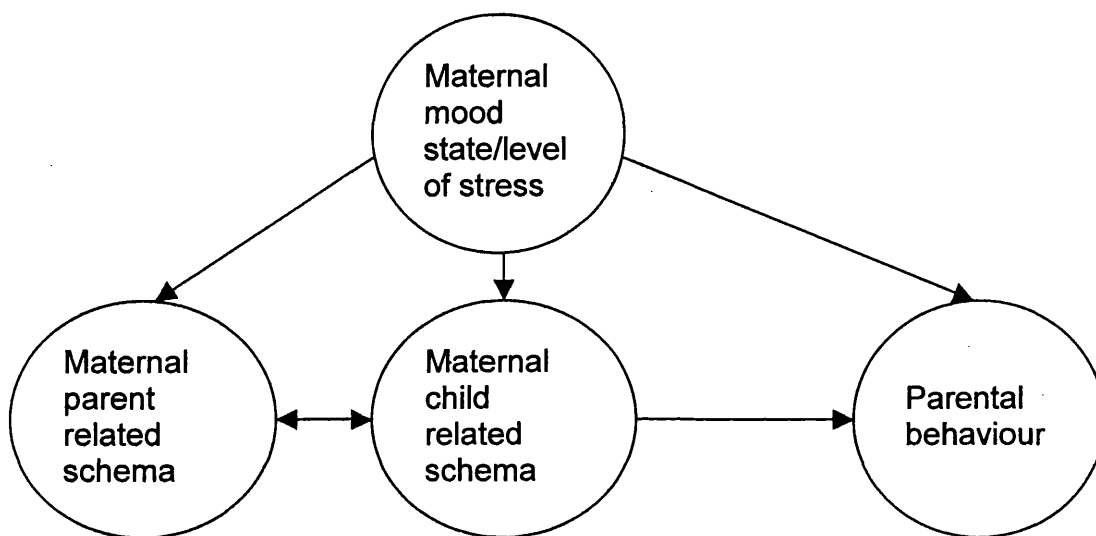 Maternal
mood
state/level
of stress
Maternal
parent
related
schema
Maternal
child
related
schema
Parental
behaviour